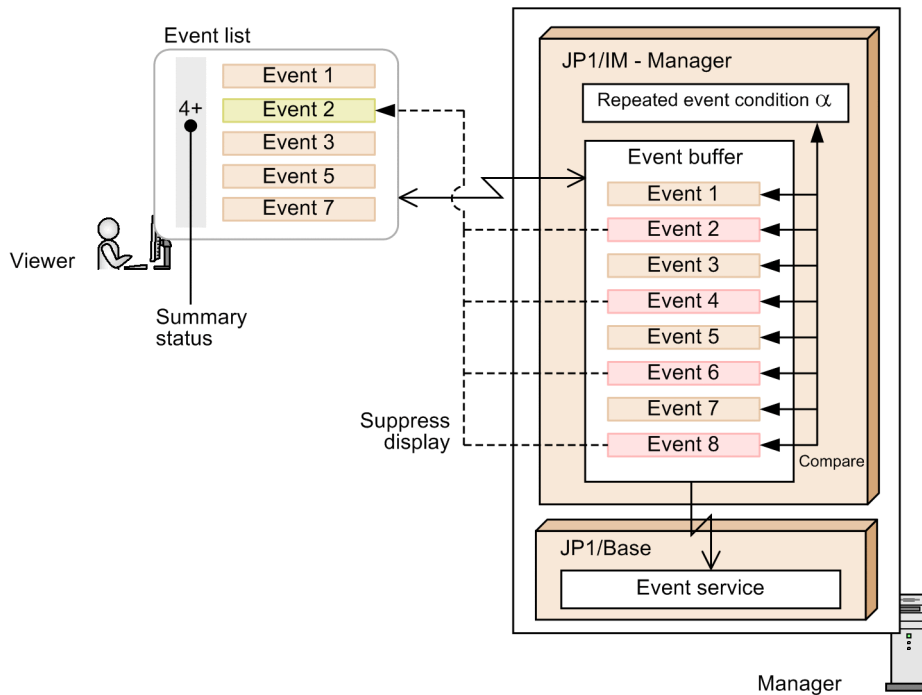 Event list
4+
Event 1
Event 2
Event 3
Event 5
Event 7
Viewer
Summary
status
Suppress
display
JP1/IM - Manager
Repeated event condition α
Event buffer
Event 1
Event 2
Event 3
Event 4
Event 5
Event 6
Event 7
Event 8
Compare
JP1/Base
Event service
Manager